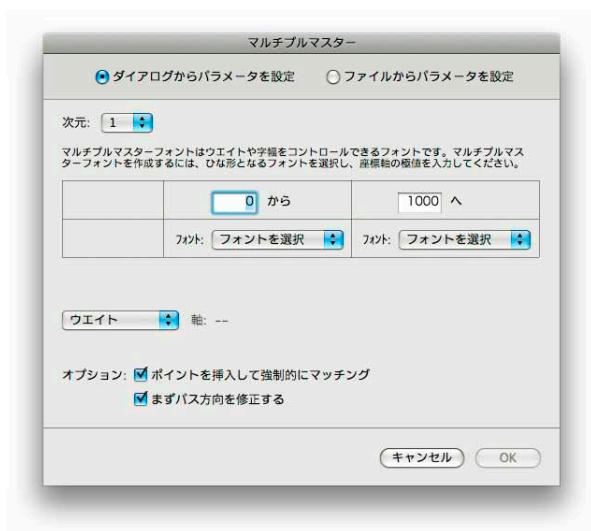 マルチプルマスター
ダイアログからパラメータを設定 ファイルからパラメータを設定
次元: 1
マルチプルマスターフォントはウエイトや字幅をコントロールできるフォントです。マルチプルマス
ターフォントを作成するには、ひな形となるフォントを選択し、座標軸の極値を入力してください。
0 から 1000 へ
フォント: フォントを選択 フォント: フォントを選択
ウエイト 軸: --
オプション: ポイントを挿入して強制的にマッチング
まずパス方向を修正する
キャンセル OK